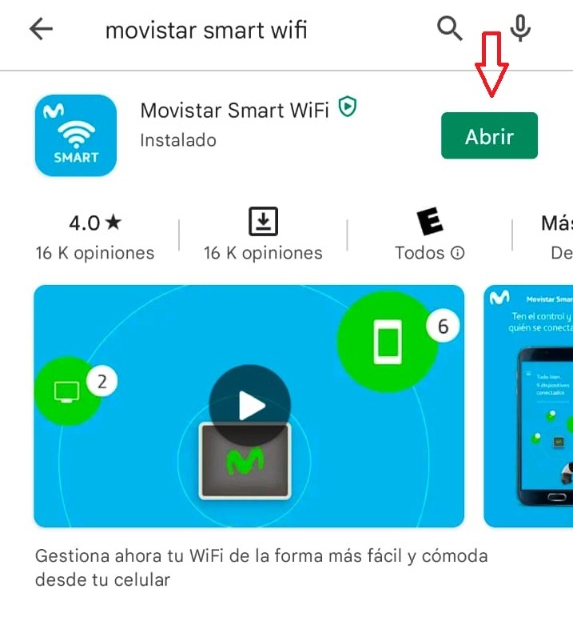 movistar smart wifi
Movistar Smart WiFi
Instalado
SMART
Abrir
4.0★
16 K opiniones
16 K opiniones
Todos
Más
De
2
6
Movistar Smar
Ten el control y
quién se conecta
Gestiona ahora tu WiFi de la forma más fácil y cómoda
desde tu celular